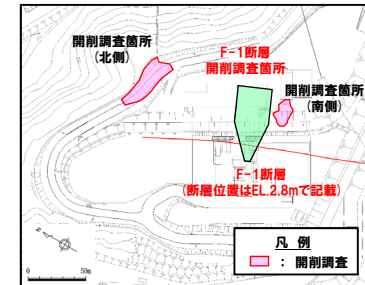 開削調査箇所
(北側)
F-1断層
開削調査箇所
開削調査箇所
(南側)
F-1断層
(断層位置はEL.2.8mで記載)
N
凡 例
: 開削調査
0 50m